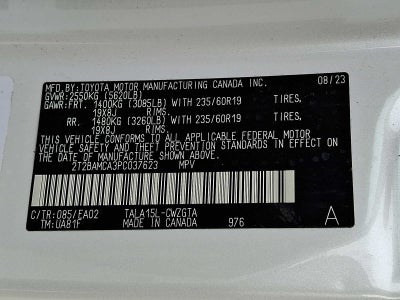 MFD.BY:TOYOTA MOTOR MANUFACTURING CANADA INC. 08/23
GVWR:2550KG (5620LB)
GAWR:FRT. 1400KG (3085LB) WITH 235/60R19 TIRES,
19X8J RIMS,
RR. 1480KG (3260LB) WITH 235/60R19 TIRES,
19X8J RIMS.
THIS VEHICLE CONFORMS TO ALL APPLICABLE FEDERAL MOTOR
VEHICLE SAFETY AND
IN EFFECT ON THE DATE OF MANUFACTURE SHOWN ABOVE.
2T2BAMCA3PC037623 MPV
C/TR:085/EA02 TALA15L-CWZGTA A
TM:UA81F MADE IN CANADA 976